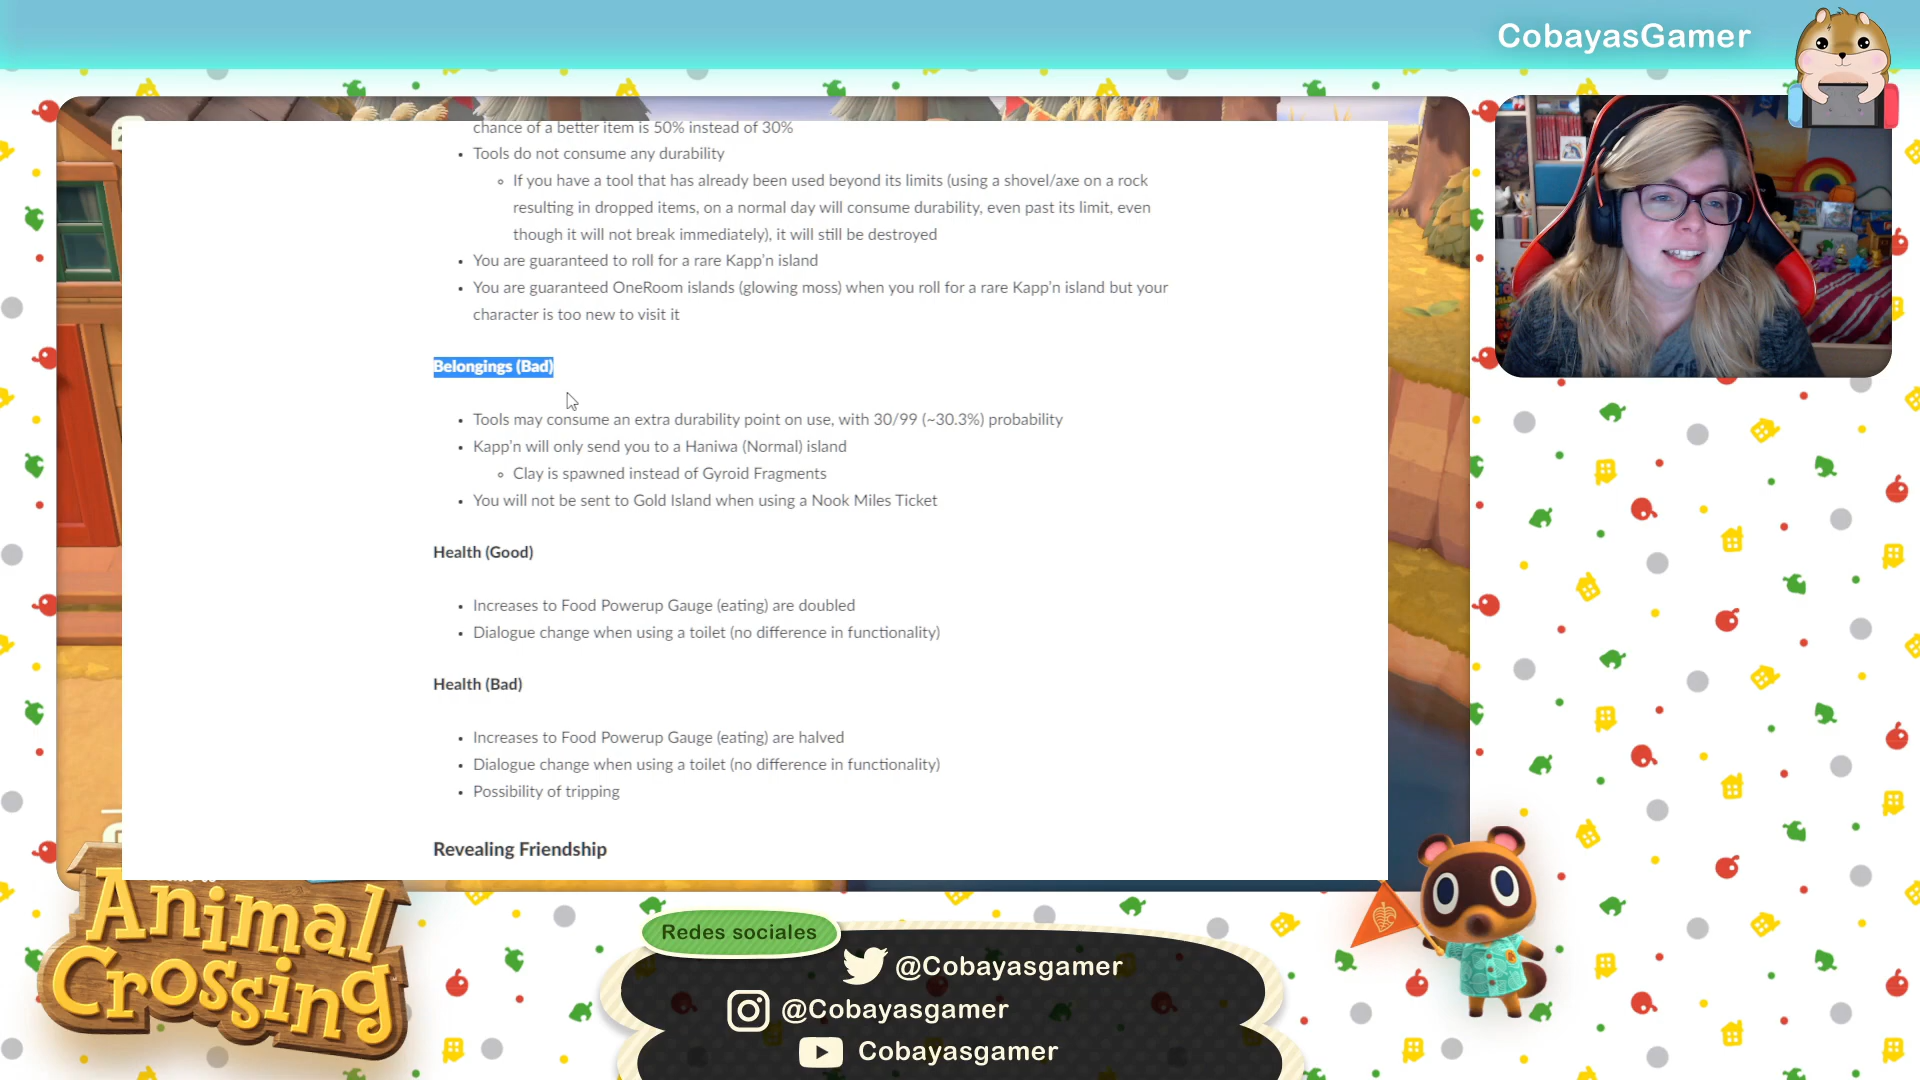 CobayasGamer
chance of a better item is 50% instead of 30%
• Tools do not consume any durability
◦ If you have a tool that has already been used beyond its limits (using a shovel/axe on a rock
resulting in dropped items, on a normal day will consume durability, even past its limit, even
though it will not break immediately), it will still be destroyed
• You are guaranteed to roll for a rare Kapp'n island
• You are guaranteed OneRoom islands (glowing moss) when you roll for a rare Kapp'n island but your
character is too new to visit it
Belongings (Bad)
• Tools may consume an extra durability point on use, with 30/99 (~30.3%) probability
• Kapp'n will only send you to a Haniwa (Normal) island
◦ Clay is spawned instead of Gyroid Fragments
• You will not be sent to Gold Island when using a Nook Miles Ticket
Health (Good)
• Increases to Food Powerup Gauge (eating) are doubled
• Dialogue change when using a toilet (no difference in functionality)
Health (Bad)
• Increases to Food Powerup Gauge (eating) are halved
• Dialogue change when using a toilet (no difference in functionality)
• Possibility of tripping
Revealing Friendship
Animal
Crossing
Redes sociales
@Cobayasgamer
@Cobayasgamer
Cobayasgamer